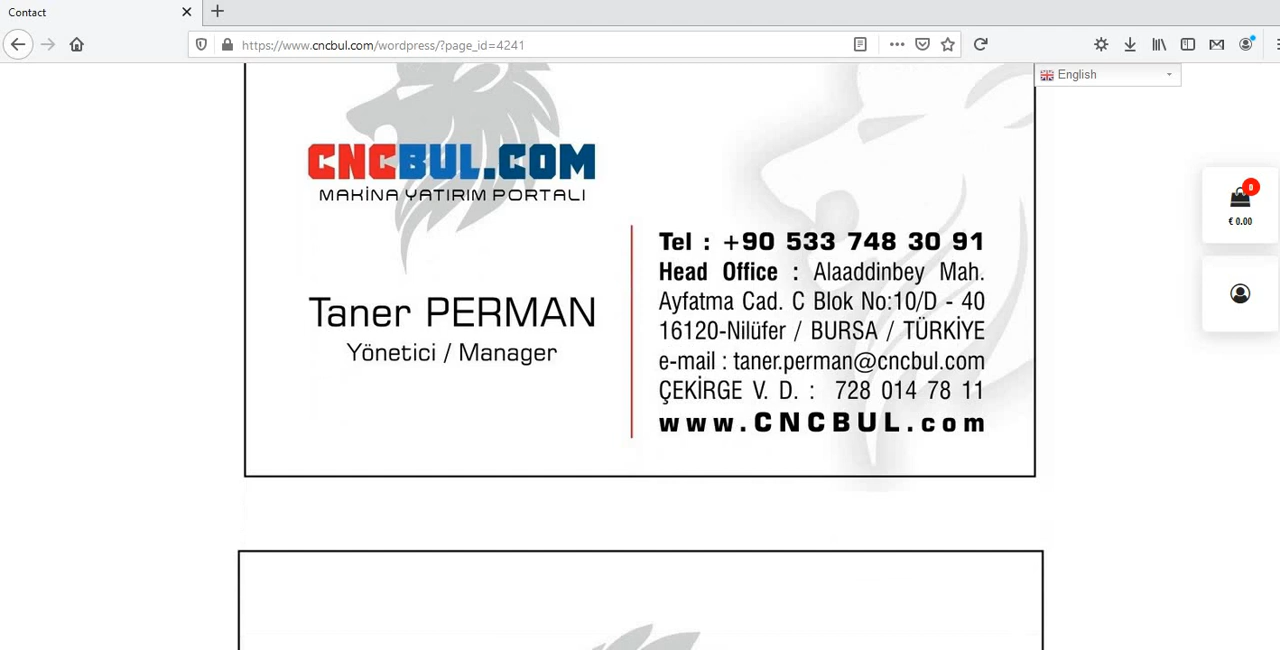 Contact
https://www.cncbul.com/wordpress/?page_id=4241
English
CNCBUL.COM
MAKİNA YATIRIM PORTALI
Taner PERMAN
Yönetici / Manager
Tel : +90 533 748 30 91
Head Office : Alaaddinbey Mah.
Ayfatma Cad. C Blok No:10/D - 40
16120-Nilüfer / BURSA / TÜRKİYE
e-mail : taner.perman@cncbul.com
ÇEKİRGE V. D. : 728 014 78 11
www.CNCBUL.com
0
€ 0.00